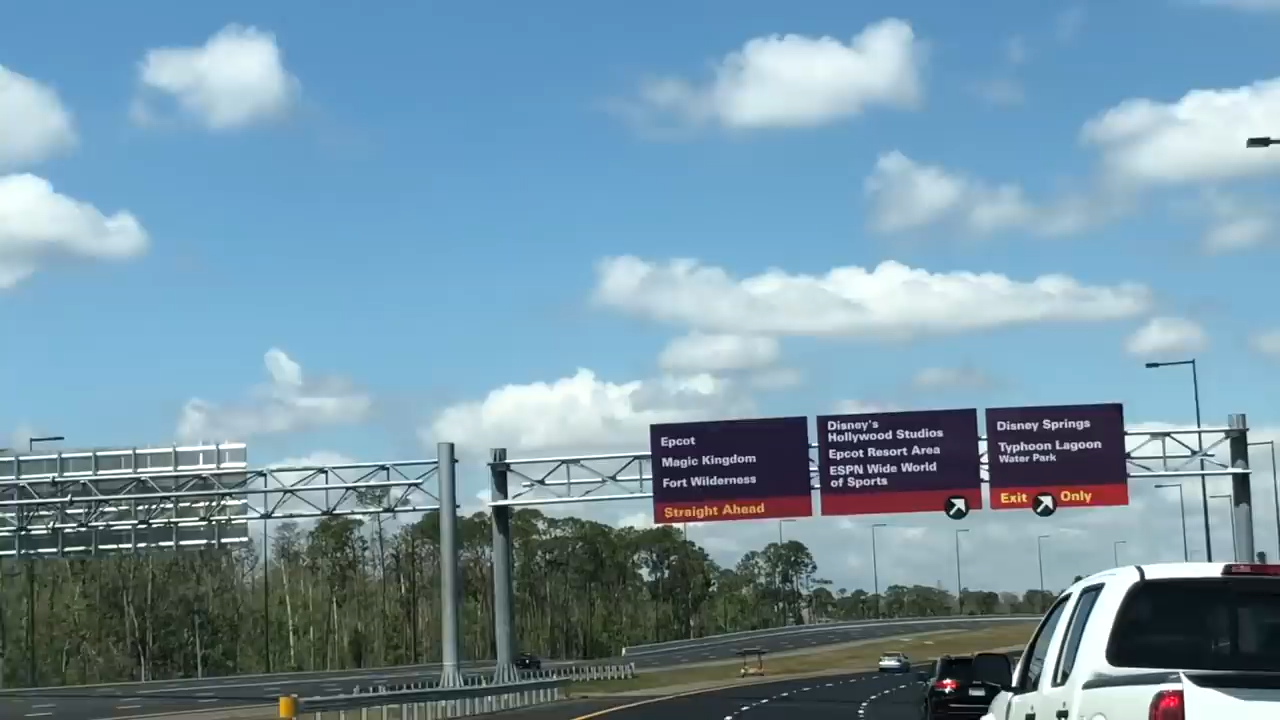 Epcot
Magic Kingdom
Fort Wilderness
Straight Ahead
Disney's
Hollywood Studios
Epcot Resort Area
ESPN Wide World
of Sports
Disney Springs
Typhoon Lagoon
Water Park
Exit Only